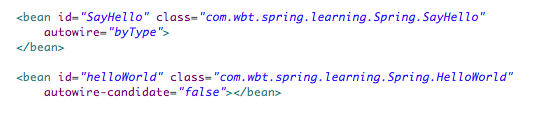 <bean id="SayHello" class="com.wbt.spring.learning.Spring.SayHello"
autowire="byType">
</bean>
<bean id="helloWorld" class="com.wbt.spring.learning.Spring.HelloWorld"
autowire-candidate="false"></bean>